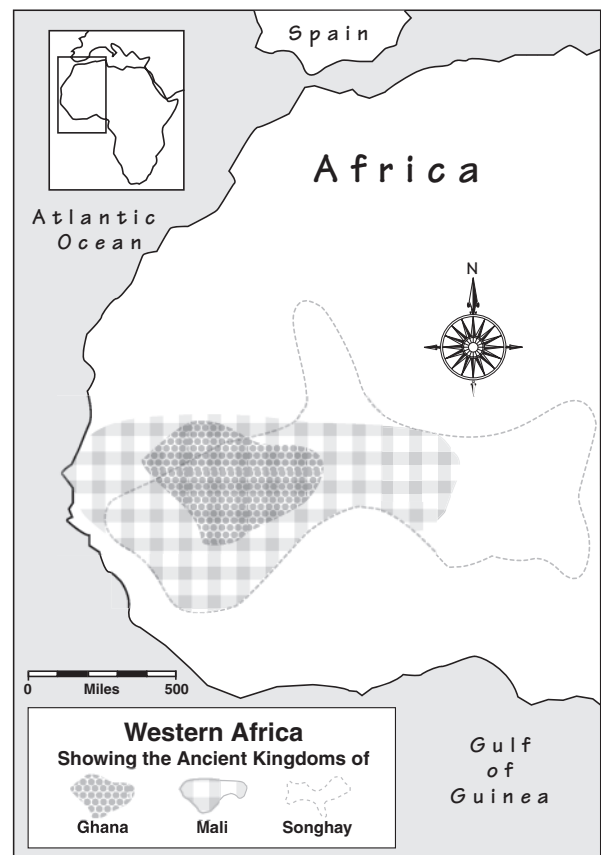 Spain
Africa
Atlantic
Ocean
N
0 Miles 500
Western Africa
Showing the Ancient Kingdoms of
Ghana Mali Songhay
Gulf
of
Guinea